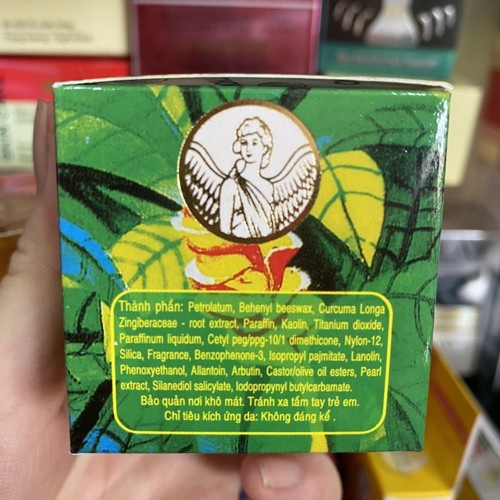 Thành phần: Petrolatum, Behenyl beeswax, Curcuma Longa
Zingiberaceae - root extract, Paraffin, Kaolin, Titanium dioxide,
Paraffinum liquidum, Cetyl peg/ppg-10/1 dimethicone, Nylon-12,
Silica, Fragrance, Benzophenone-3, Isopropyl pajmitate, Lanolin,
Phenoxyethanol, Allantoin, Arbutin, Castor/olive oil esters, Pearl
extract, Silanediol salicylate, Iodopropynyl butylcarbamate.
Bảo quản nơi khô mát. Tránh xa tầm tay trẻ em.
Chỉ tiêu kích ứng da: Không đáng kể .